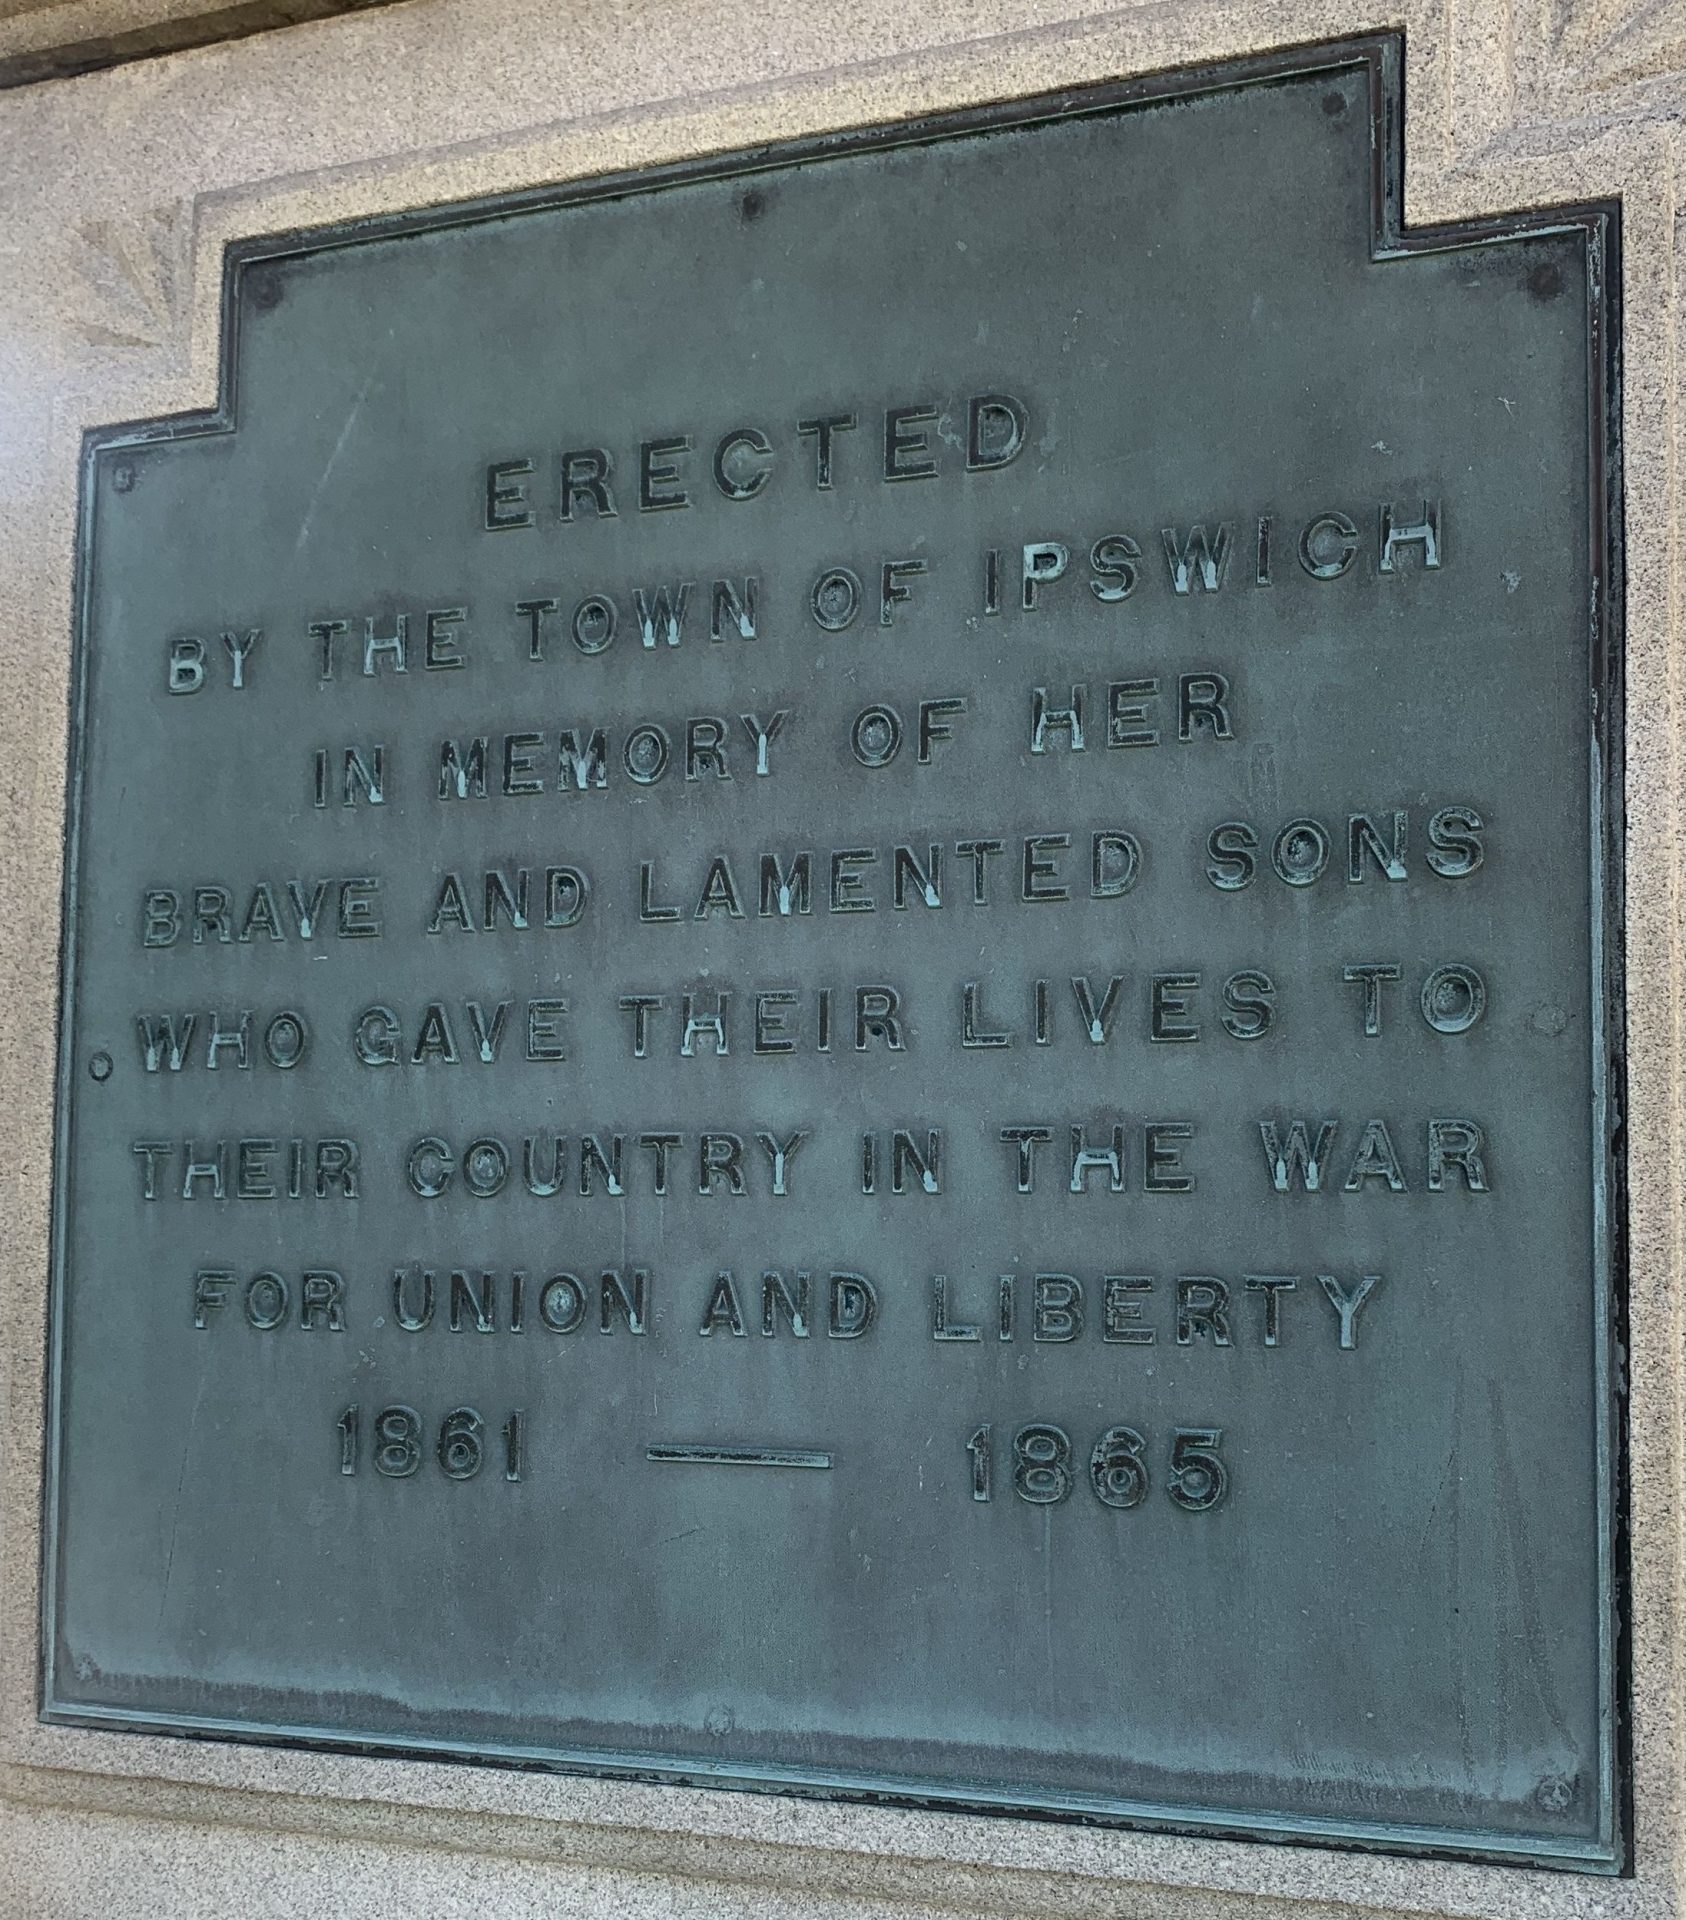 ERECTED
BY THE TOWN OF IPSWICH
IN MEMORY OF HER
BRAVE AND LAMENTED SONS
WHO GAVE THEIR LIVES TO
THEIR COUNTRY IN THE WAR
FOR UNION AND LIBERTY
1861 — 1865